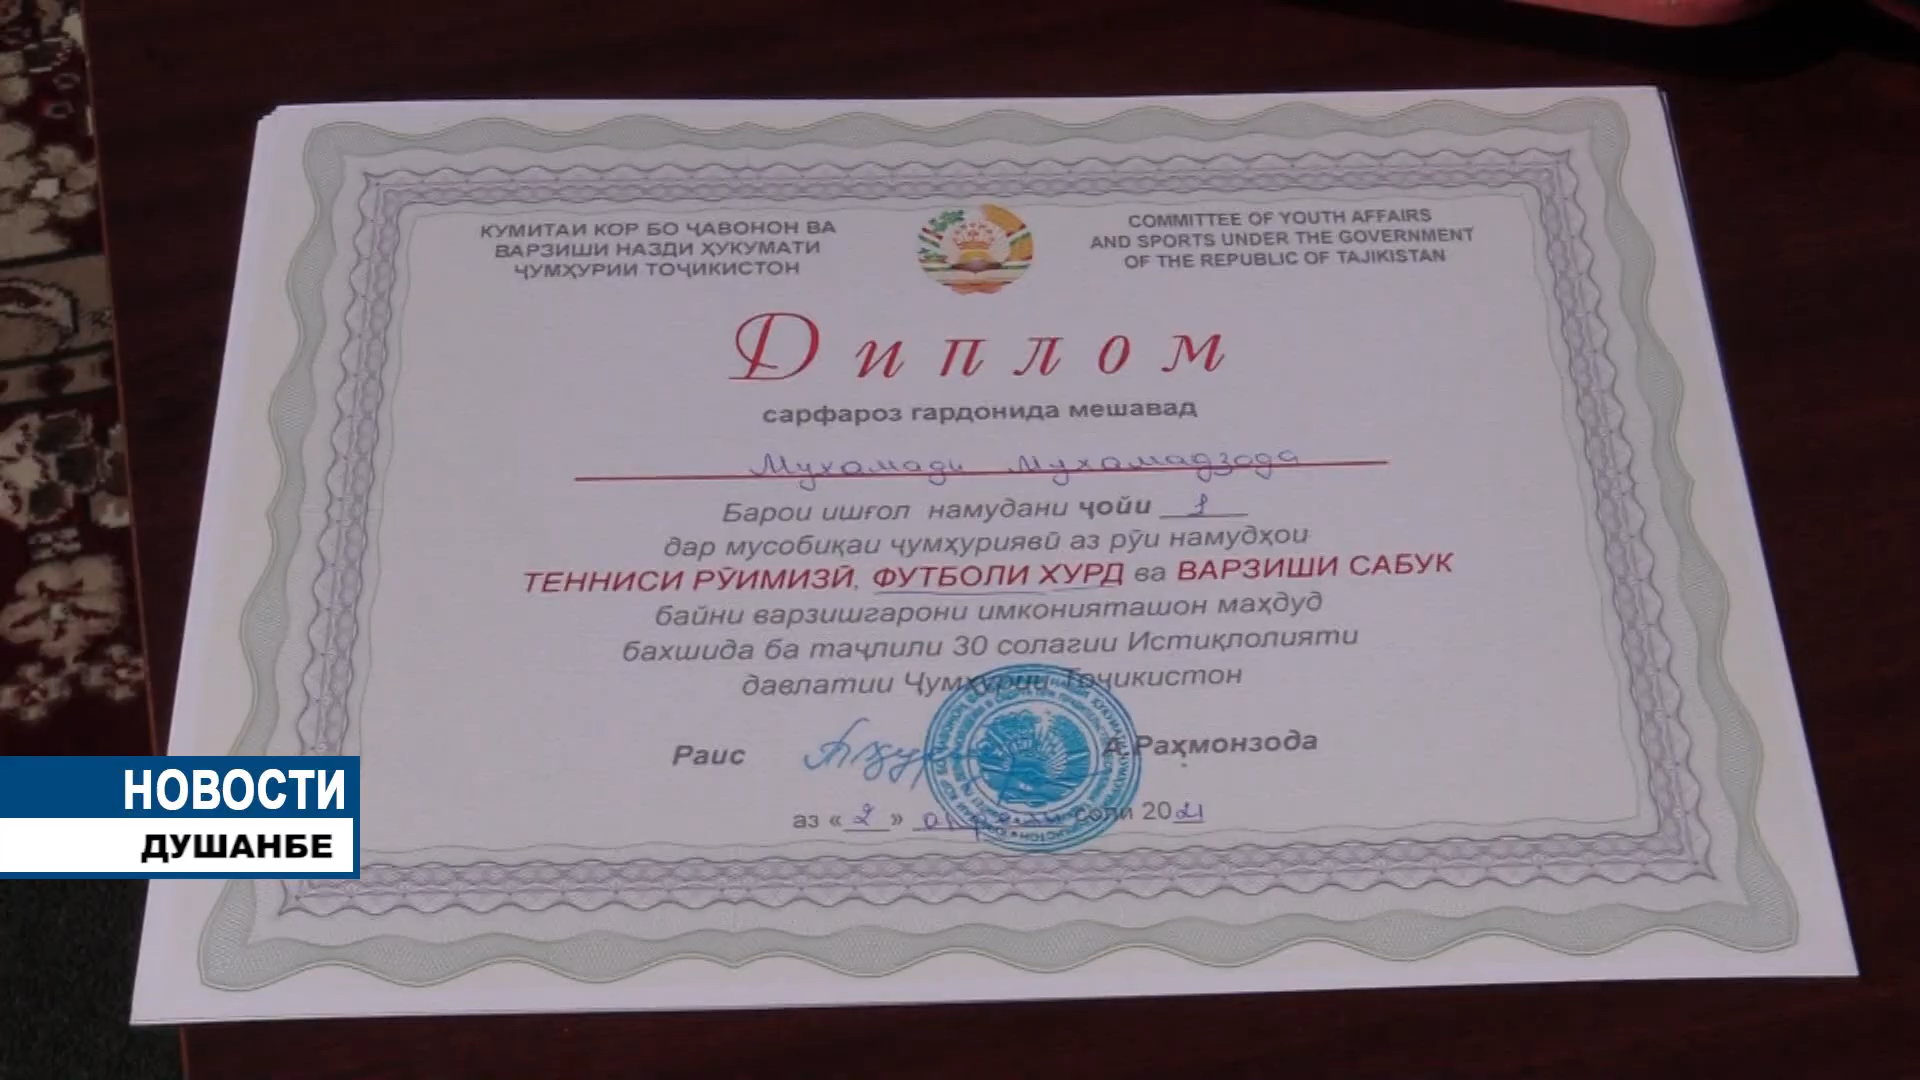 КУМИТАИ КОР БО ҶАВОНОН ВА
ВАРЗИШИ НАЗДИ ҲУКУМАТИ
ҶУМҲУРИИ ТОҶИКИСТОН
COMMITTEE OF YOUTH AFFAIRS
AND SPORTS UNDER THE GOVERNMENT
OF THE REPUBLIC OF TAJIKISTAN
Диплом
сарфароз гардонида мешавад
Мухамади Мухамадзода
Барои ишғол намудани ҷойи 1
дар мусобиқаи ҷумҳуриявӣ аз рӯи намудҳои
ТЕННИСИ РӮИМИЗӢ, ФУТБОЛИ ХУРД ва ВАРЗИШИ САБУК
байни варзишгарони имконияташон маҳдуд
бахшида ба таҷлили 30 солагии Истиқлолияти
давлатии Ҷумҳурии Тоҷикистон
Раис А.Раҳмонзода
аз «2» апрели соли 2021
НОВОСТИ
ДУШАНБЕ